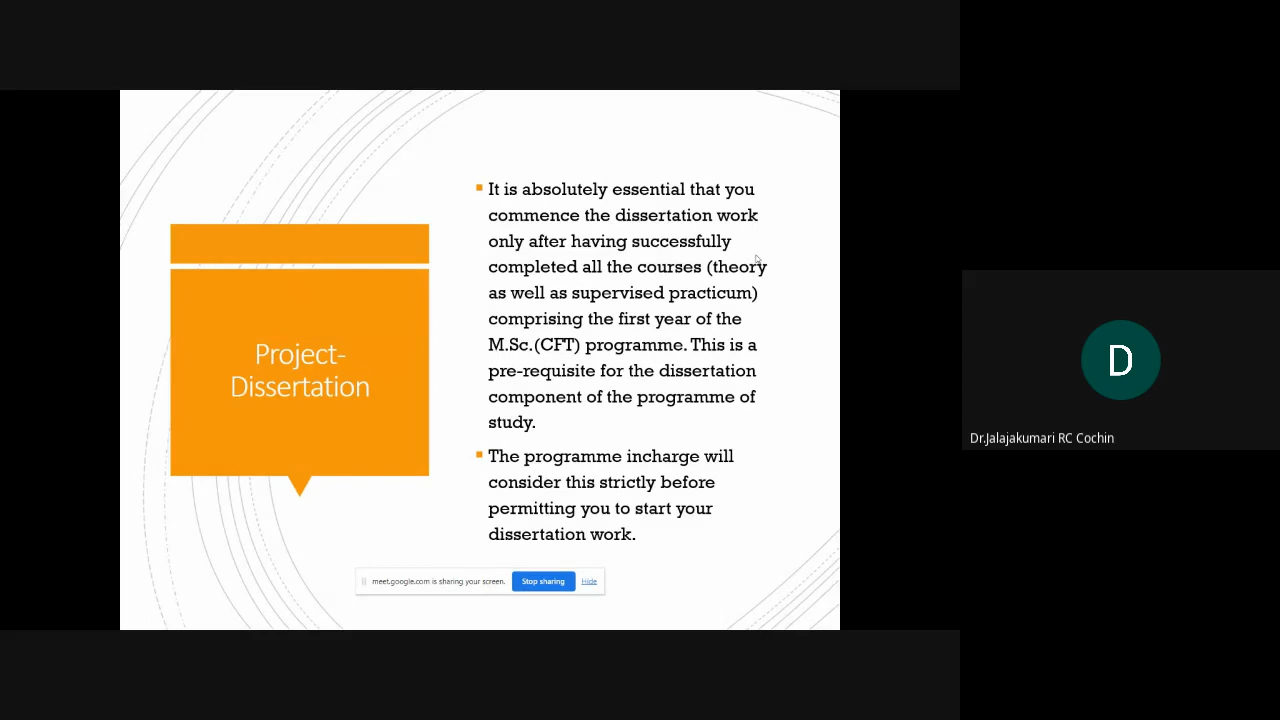 It is absolutely essential that you
commence the dissertation work
only after having successfully
completed all the courses (theory
as well as supervised practicum)
comprising the first year of the
M.Sc.(CFT) programme. This is a
pre-requisite for the dissertation
component of the programme of
study.
The programme incharge will
consider this strictly before
permitting you to start your
dissertation work.
Project-
Dissertation
meet.google.com is sharing your screen. Stop sharing Hide
D
Dr.Jalajakumari RC Cochin